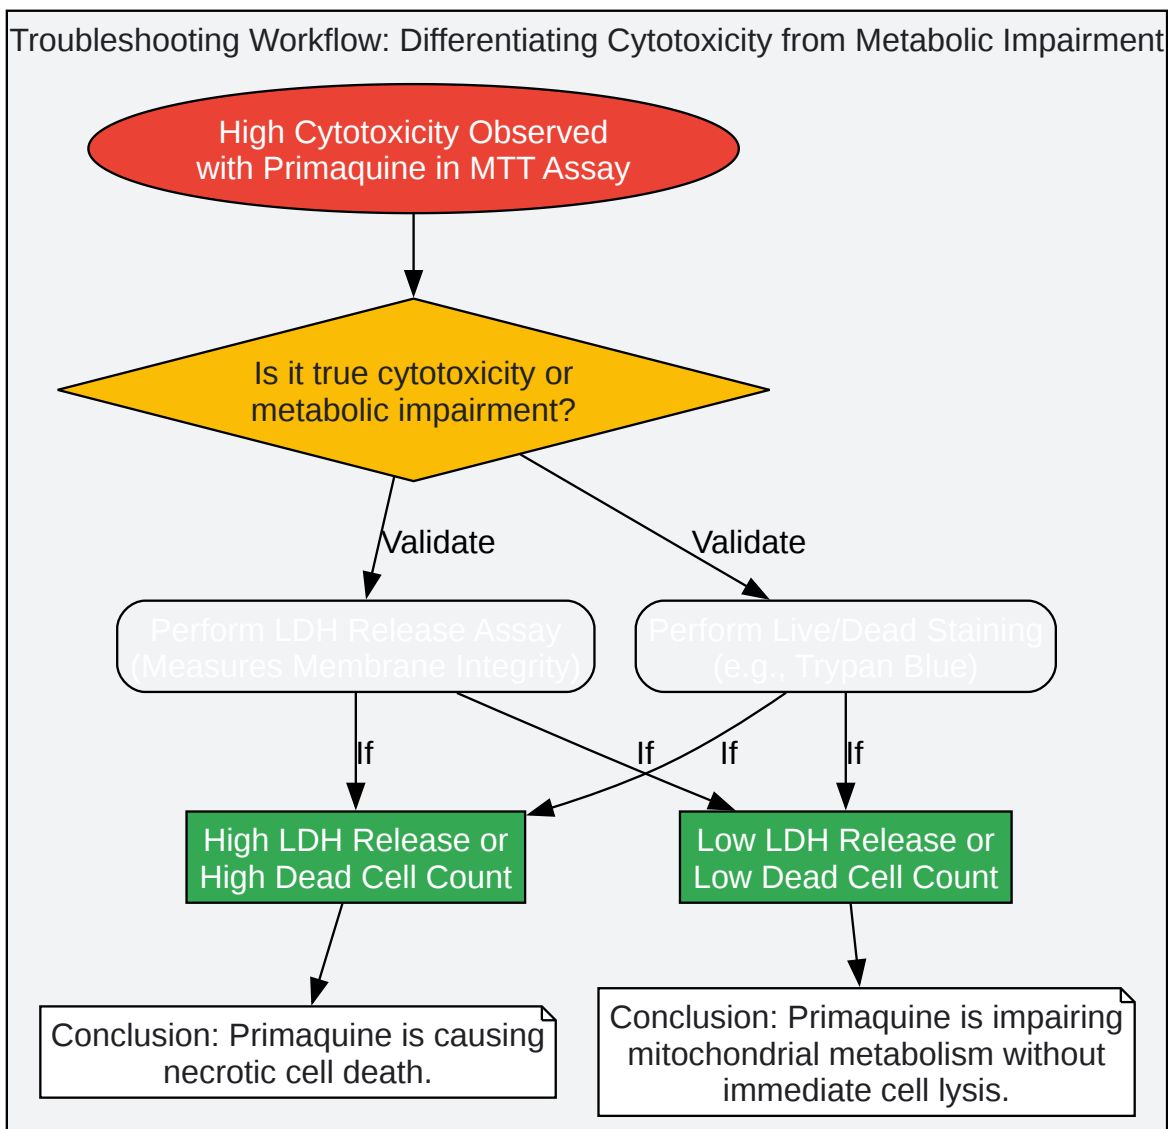 Troubleshooting Workflow: Differentiating Cytotoxicity from Metabolic Impairment
High Cytotoxicity Observed
with Primaquine in MTT Assay
Is it true cytotoxicity or
metabolic impairment?
Validate
Validate
Perform LDH Release Assay
(Measures Membrane Integrity)
Perform Live/Dead Staining
(e.g., Trypan Blue)
If
If
If
If
High LDH Release or
High Dead Cell Count
Low LDH Release or
Low Dead Cell Count
Conclusion: Primaquine is causing
necrotic cell death.
Conclusion: Primaquine is impairing
mitochondrial metabolism without
immediate cell lysis.